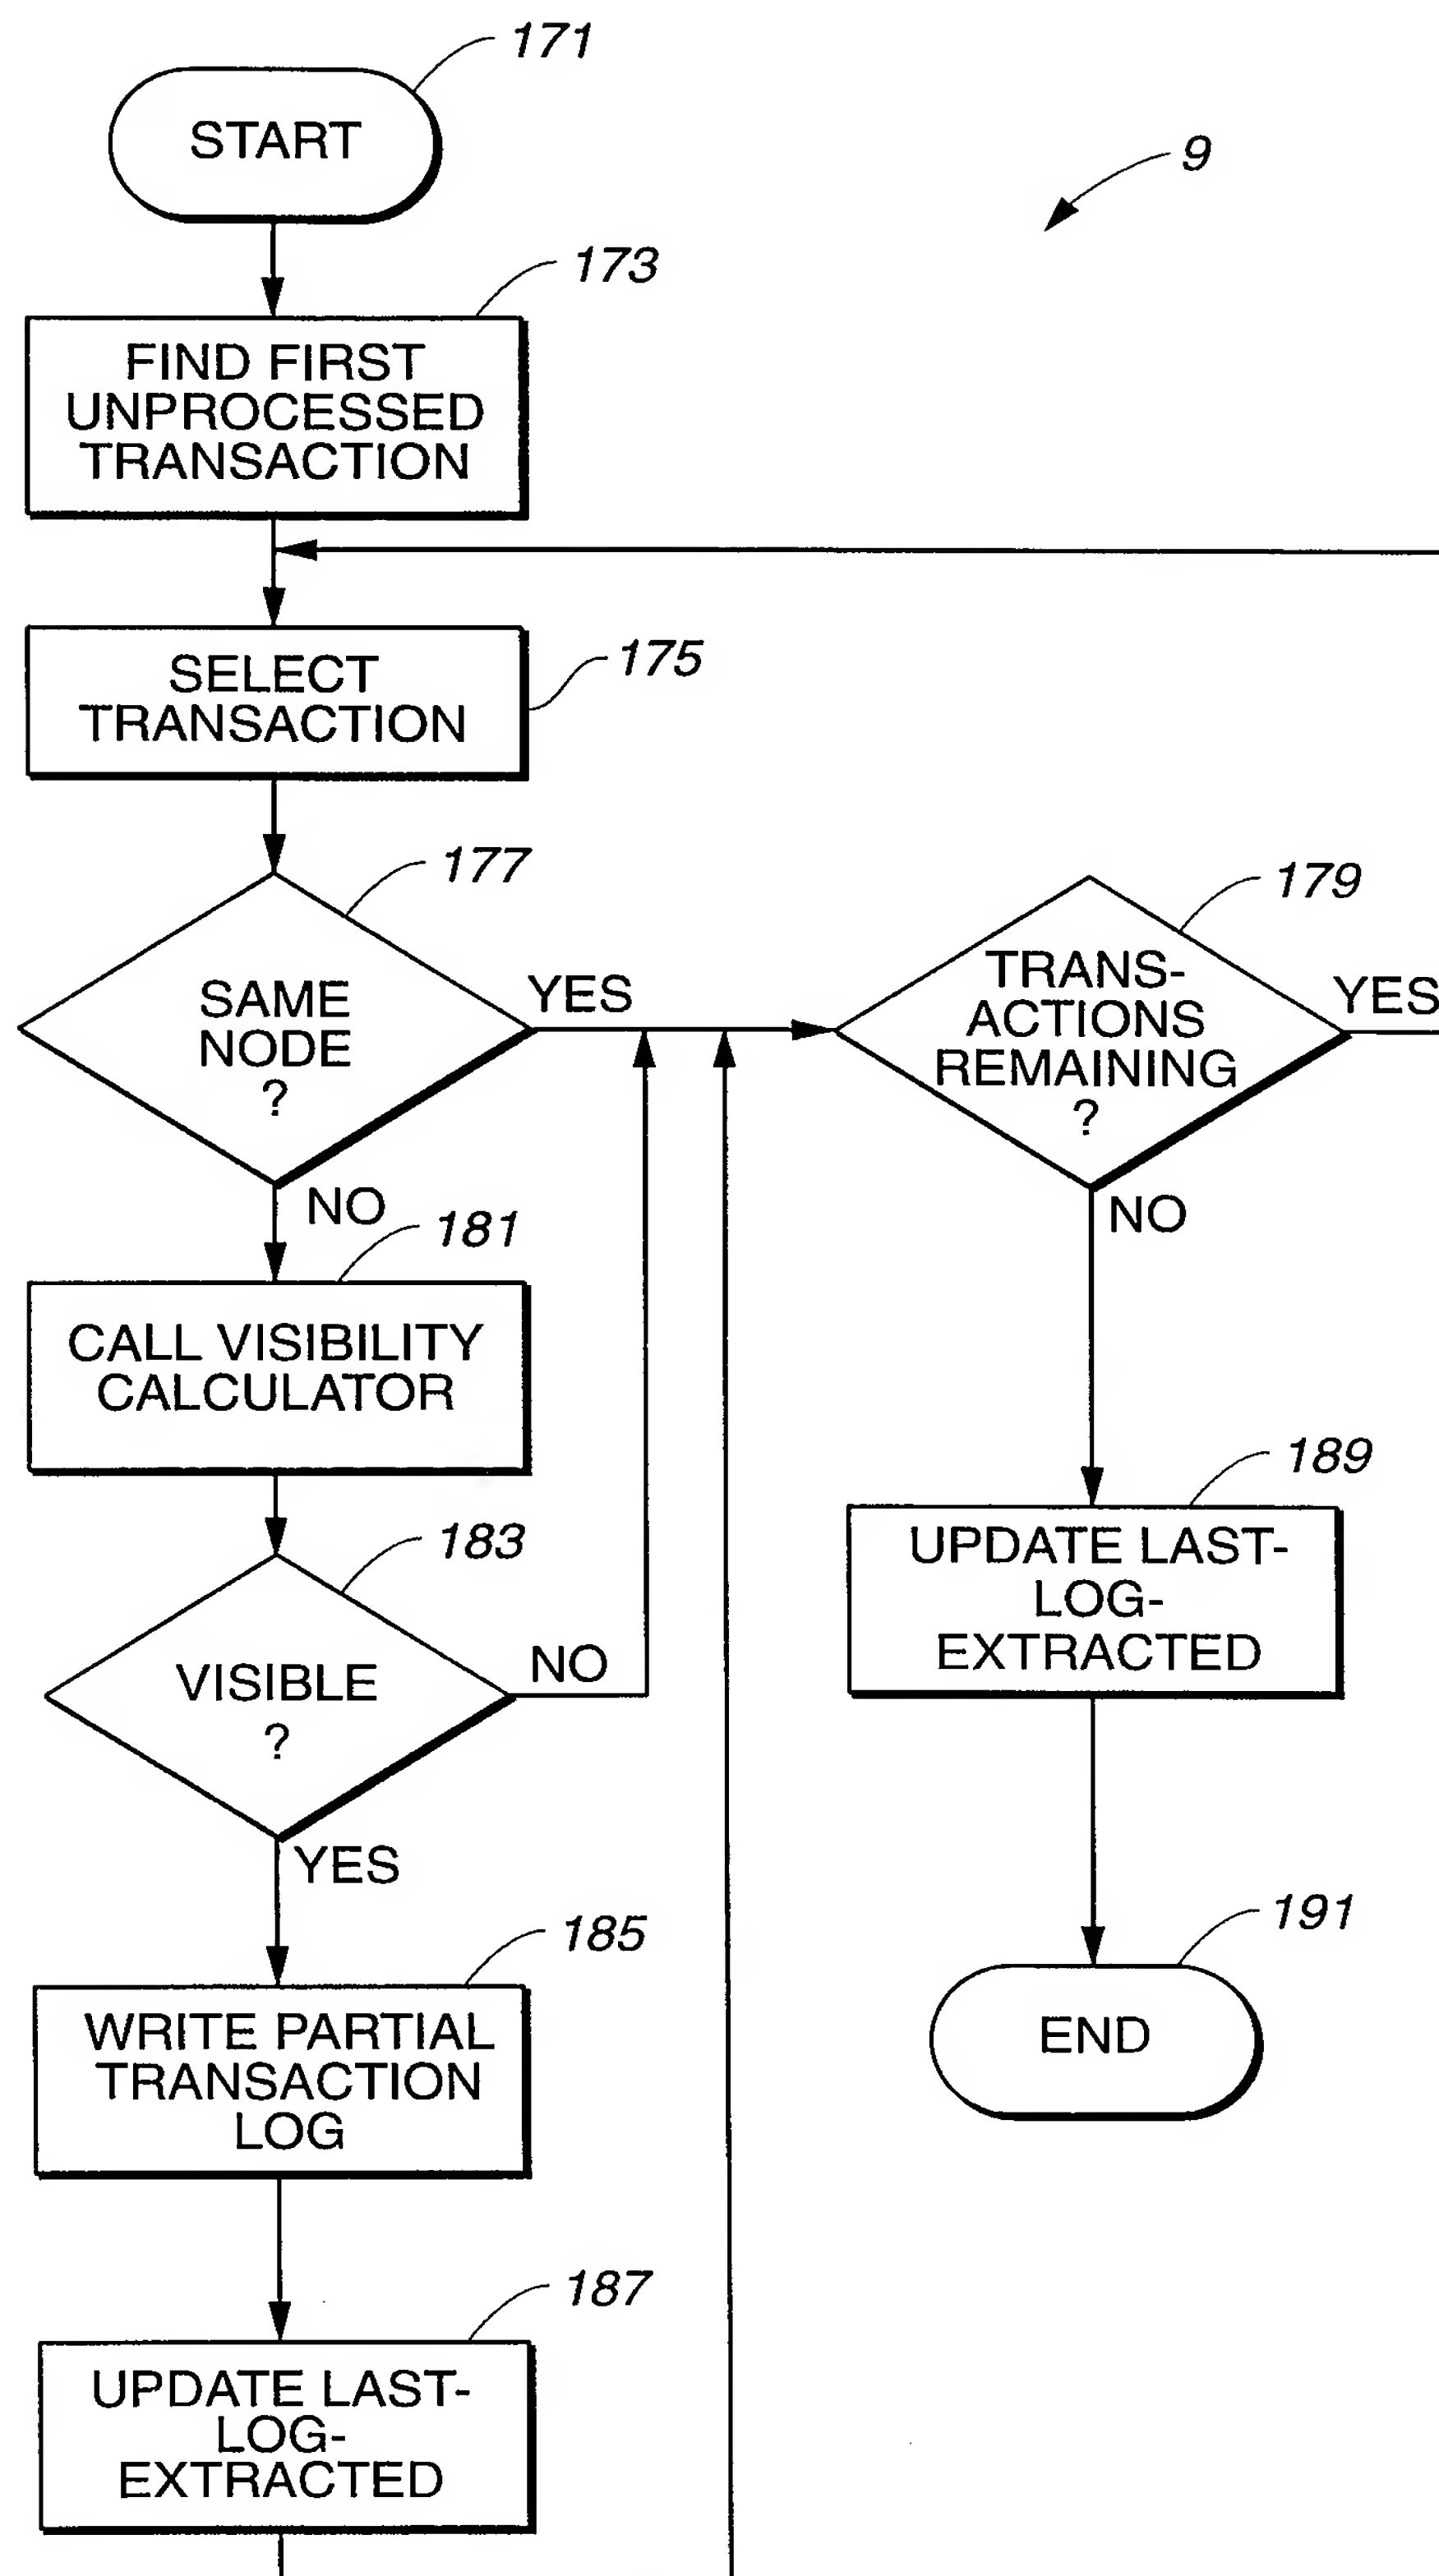 171
START
9
173
FIND FIRST
UNPROCESSED
TRANSACTION
175
SELECT
TRANSACTION
177
SAME
NODE
?
YES
NO
179
TRANS-
ACTIONS
REMAINING
?
YES
NO
181
CALL VISIBILITY
CALCULATOR
183
VISIBLE
?
NO
YES
185
WRITE PARTIAL
TRANSACTION
LOG
187
UPDATE LAST-
LOG-
EXTRACTED
189
UPDATE LAST-
LOG-
EXTRACTED
191
END